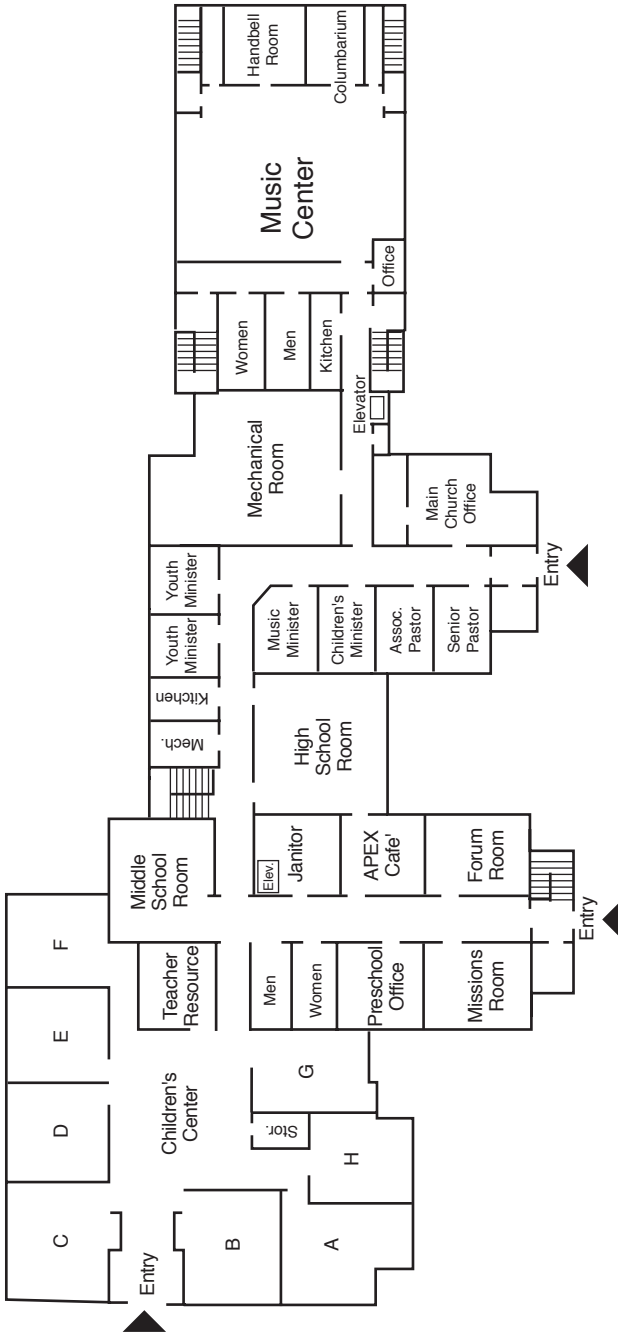 Handbell
Room
Columbarium
Music
Center
Office
Women
Men
Kitchen
Elevator
Mechanical
Room
Main
Church
Office
Entry
Youth
Minister
Youth
Minister
Kitchen
Mech.
Music
Minister
Children's
Minister
Assoc.
Pastor
Senior
Pastor
High
School
Room
Middle
School
Room
Elev.
Janitor
APEX
Cafe'
Forum
Room
Entry
Teacher
Resource
Men
Women
Preschool
Office
Missions
Room
F
E
D
C
Children's
Center
G
Stor.
H
B
A
Entry